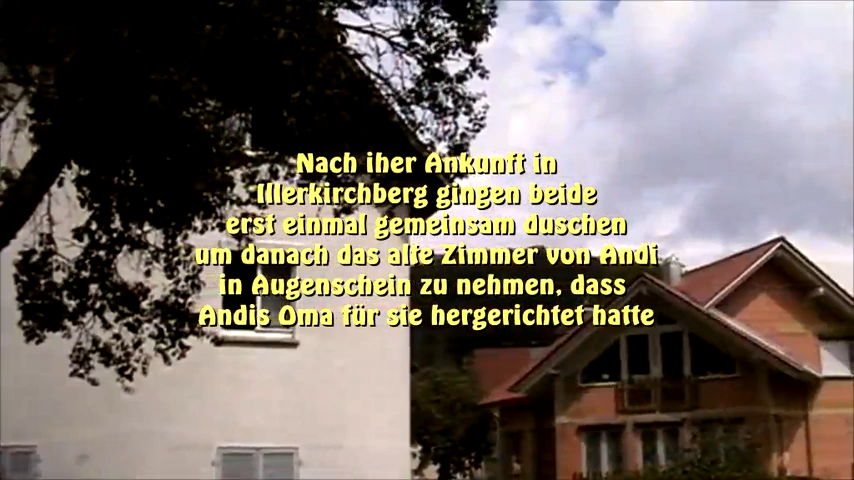 Nach iher Ankunft in
Illerkirchberg gingen beide
erst einmal gemeinsam duschen
um danach das alte Zimmer von Andi
in Augenschein zu nehmen, dass
Andis Oma für sie hergerichtet hatte